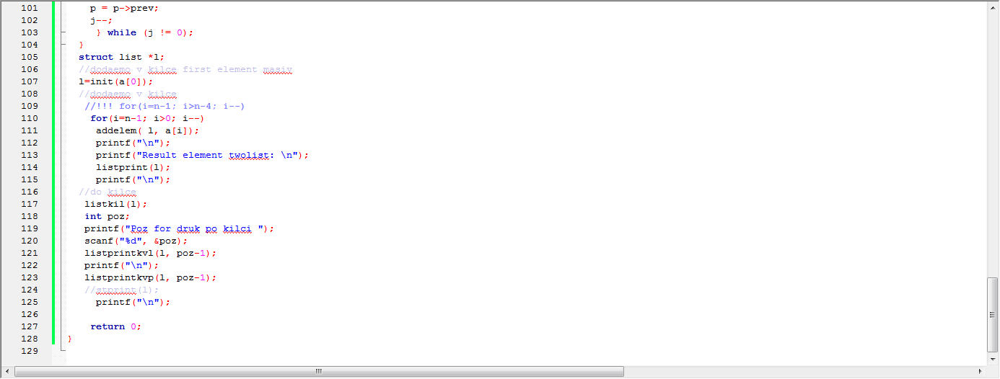 101 p = p->prev;
102 j--;
103 } while (j != 0);
104 }
105 struct list *l;
106 //dodaemo v kilce first element masiv
107 l=init(a[0]);
108 //dodaemo v kilce
109 //!!! for(i=n-1; i>n-4; i--)
110 for(i=n-1; i>0; i--)
111 addelem( l, a[i]);
112 printf("\n");
113 printf("Result element twolist: \n");
114 listprint(l);
115 printf("\n");
116 //do kilce
117 listkil(l);
118 int poz;
119 printf("Poz for druk po kilci ");
120 scanf("%d", &poz);
121 listprintkvl(l, poz-1);
122 printf("\n");
123 listprintkvp(l, poz-1);
124 //stprint(l);
125 printf("\n");
126
127 return 0;
128 }
129